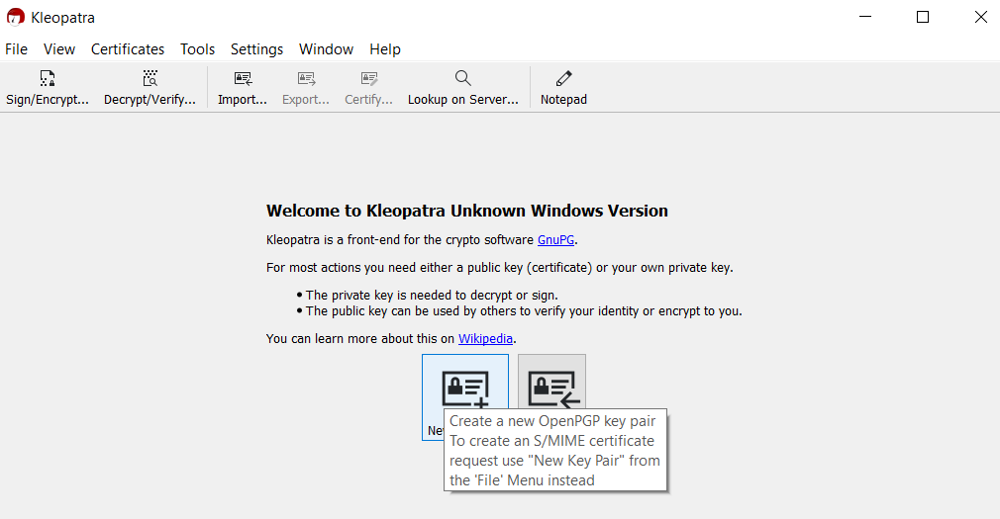 Kleopatra
File View Certificates Tools Settings Window Help
Sign/Encrypt... Decrypt/Verify... Import... Export... Certify... Lookup on Server... Notepad
Welcome to Kleopatra Unknown Windows Version
Kleopatra is a front-end for the crypto software GnuPG.
For most actions you need either a public key (certificate) or your own private key.
• The private key is needed to decrypt or sign.
• The public key can be used by others to verify your identity or encrypt to you.
You can learn more about this on Wikipedia.
Create a new OpenPGP key pair
To create an S/MIME certificate
request use "New Key Pair" from
the 'File' Menu instead